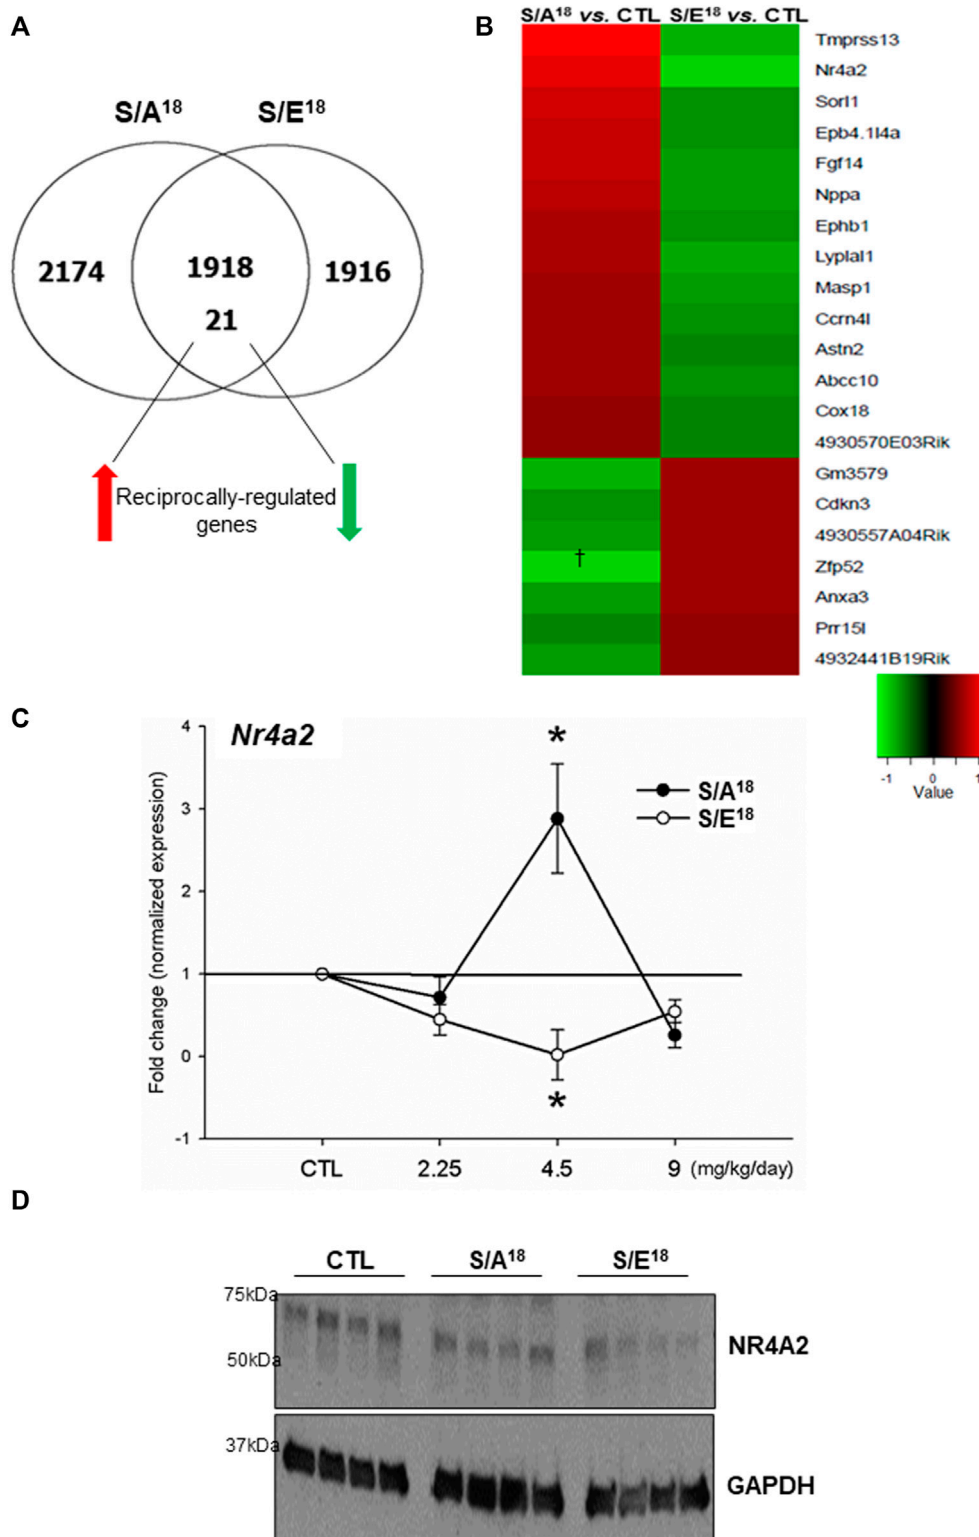 A
S/A18
S/E18
2174
1918
1916
21
Reciprocally-regulated
genes
B
S/A18 vs. CTL
S/E18 vs. CTL
Tmprss13
Nr4a2
Sorl1
Epb4.1l4a
Fgf14
Nppa
Ephb1
Lyplal1
Masp1
Ccrn4l
Astn2
Abcc10
Cox18
4930570E03Rik
Gm3579
Cdkn3
4930557A04Rik
†
Zfp52
Anxa3
Prr15l
4932441B19Rik
-1
0
1
Value
C
Nr4a2
*
S/A18
S/E18
Fold change (normalized expression)
4
3
2
1
0
-1
*
CTL
2.25
4.5
9
(mg/kg/day)
D
CTL
S/A18
S/E18
75kDa
50kDa
NR4A2
37kDa
GAPDH